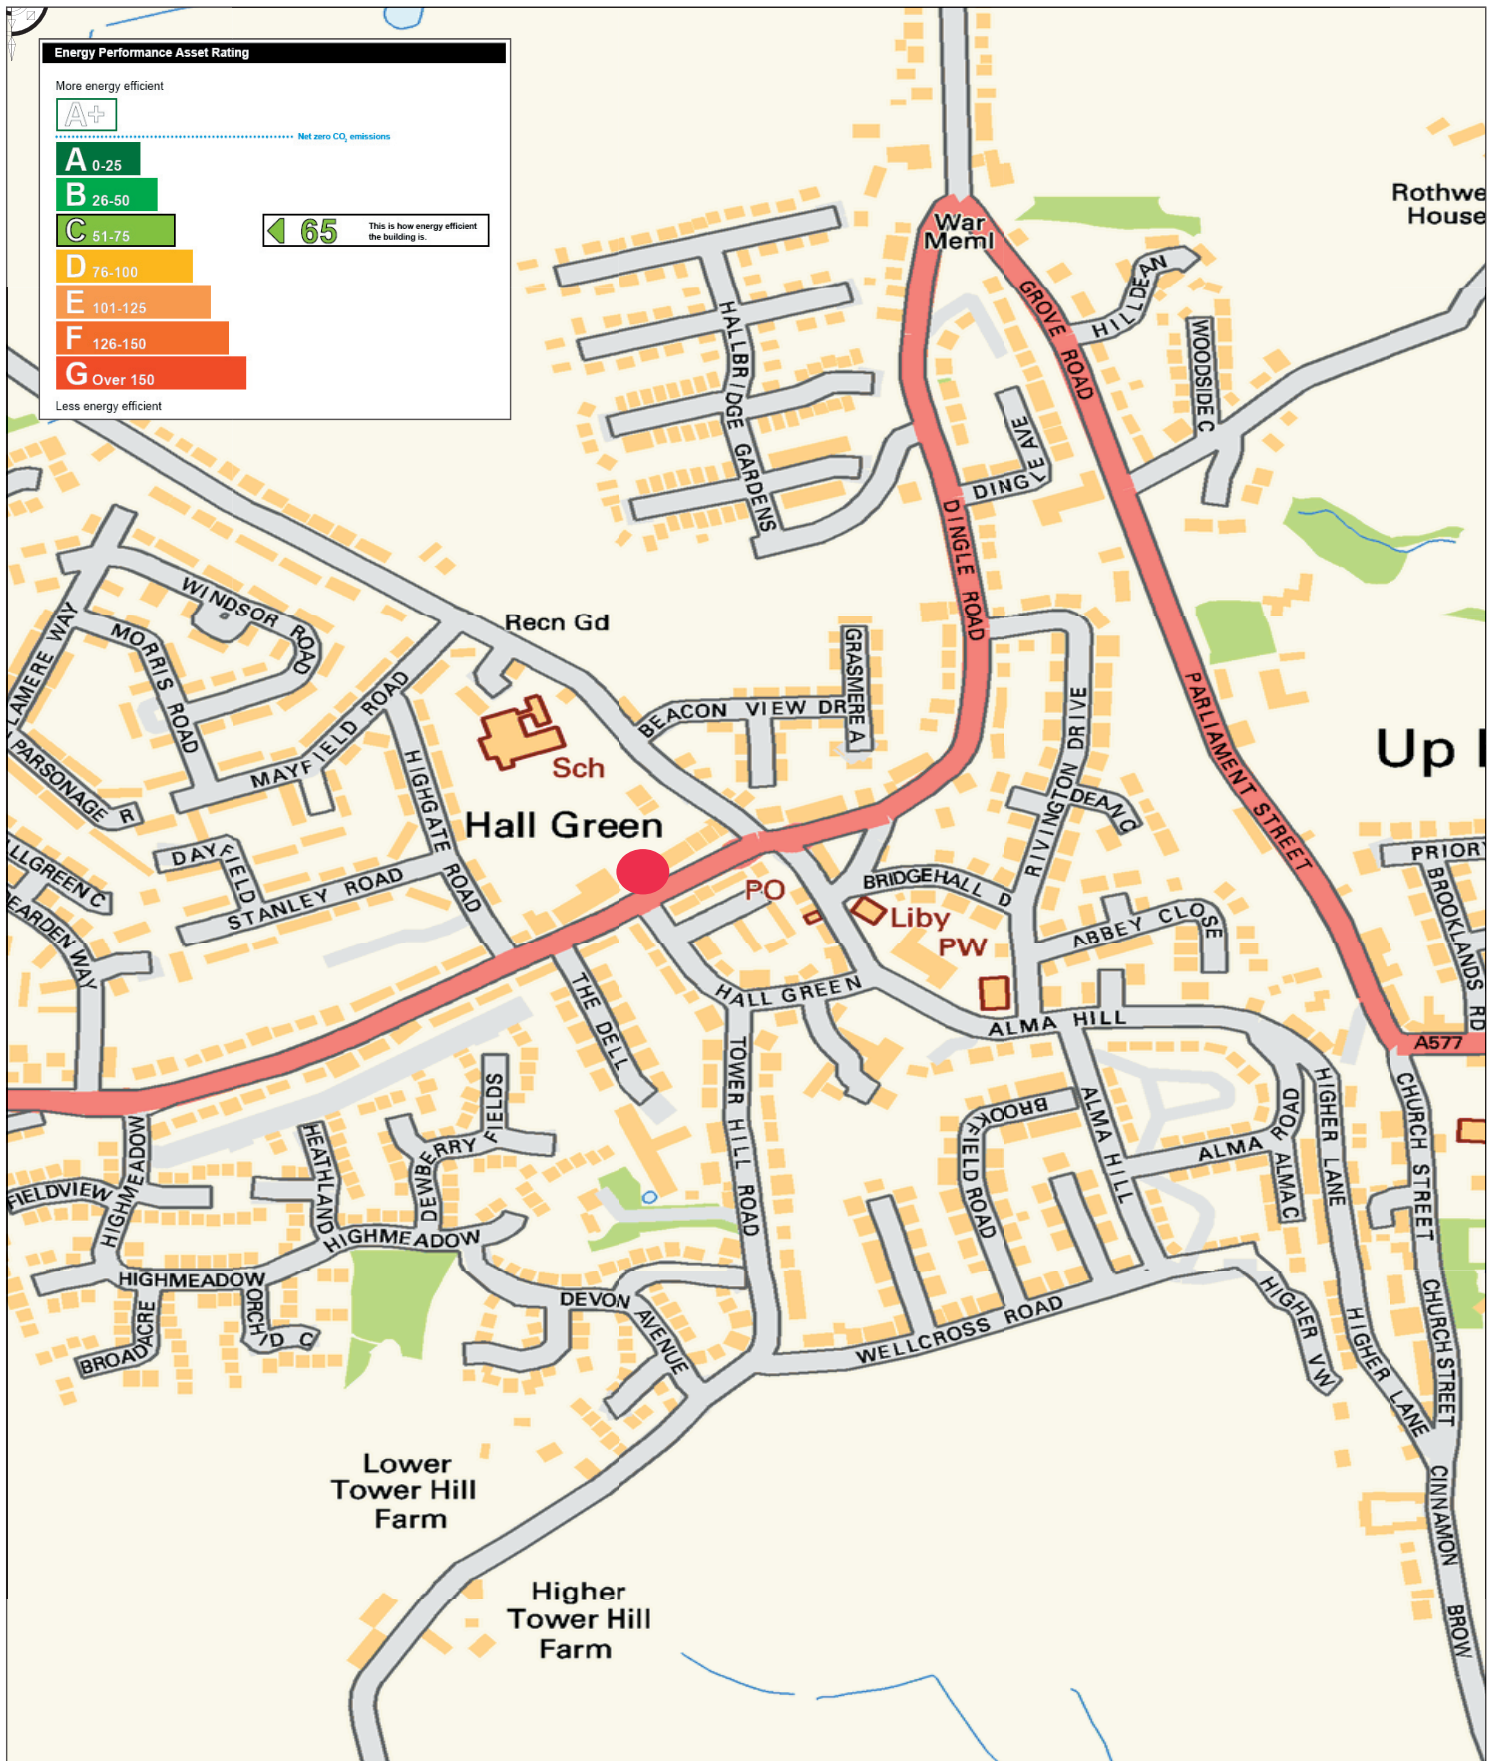 Energy Performance Asset Rating
More energy efficient
A+
Net zero CO2 emissions
A 0-25
B 26-50
C 51-75
65
This is how energy efficient
the building is.
D 76-100
E 101-125
F 126-150
G Over 150
Less energy efficient
War
Meml
Rothwe
House
GROVE ROAD
HILLDEAN
WOODSIDE C
HALLBRIDGE GARDENS
DINGLE AVE
DINGLE ROAD
PARLIAMENT STREET
Recn Gd
WINDSOR ROAD
MORRIS ROAD
LAMERE WAY
PARSONAGE R
MAYFIELD ROAD
HIGHGATE ROAD
Sch
Hall Green
BEACON VIEW DR
GRASMERE A
RIVINGTON DRIVE
DEAN C
Up
DAYFIELD
STANLEY ROAD
LLGREEN C
EARDEN WAY
PO
BRIDGEHALL D
Liby
PW
ABBEY CLOSE
PRIORY
BROOKLANDS RD
HALL GREEN
THE DELL
ALMA HILL
A577
TOWER HILL ROAD
BROOKFIELD ROAD
ALMA HILL
ALMA ROAD
ALMA C
HIGHER LANE
CHURCH STREET
FIELDVIEW
HIGHMEADOW
HEATHLAND
DEWBERRY FIELDS
HIGHMEADOW
HIGHMEADOW
BROADACRE
ORCH'D C
DEVON AVENUE
WELLCROSS ROAD
HIGHER VW
HIGHER LANE
CHURCH STREET
CINNAMON BROW
Lower
Tower Hill
Farm
Higher
Tower Hill
Farm